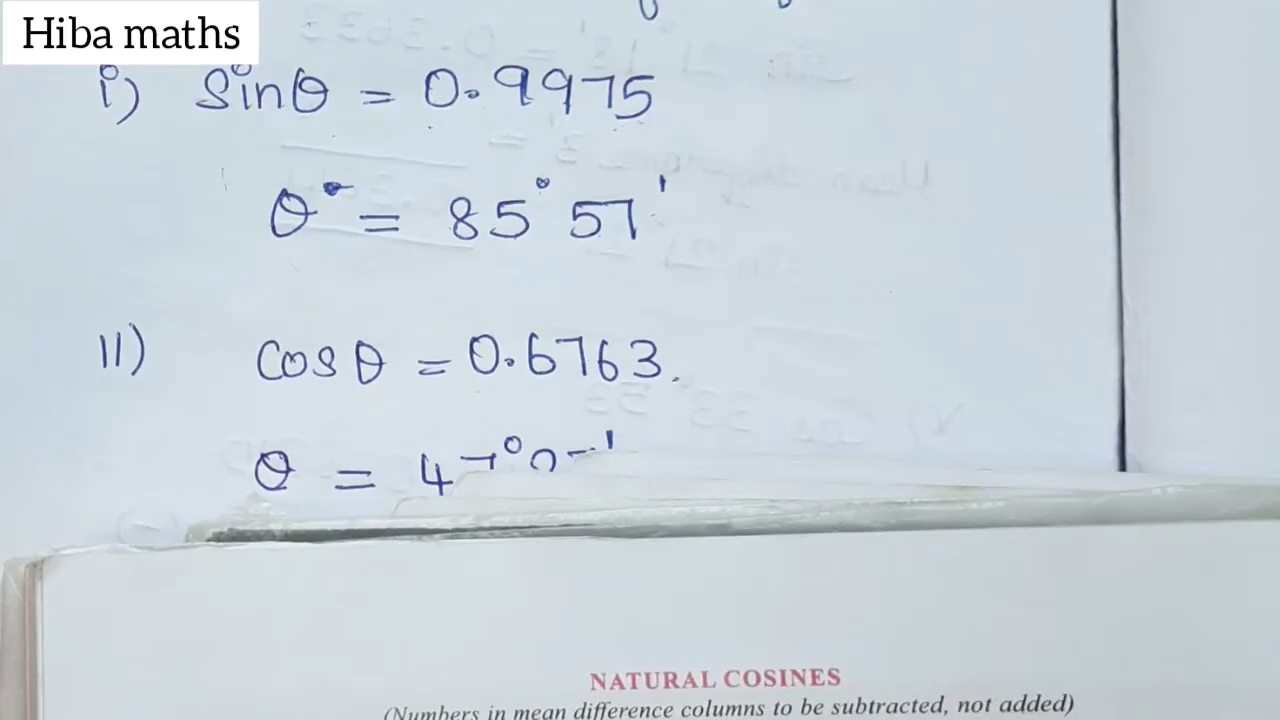 Hiba maths
i) sinθ = 0.9975
θ = 85° 57'
II) cosθ = 0.6763.
θ = 47°
NATURAL COSINES
(Numbers in mean difference columns to be subtracted, not added)